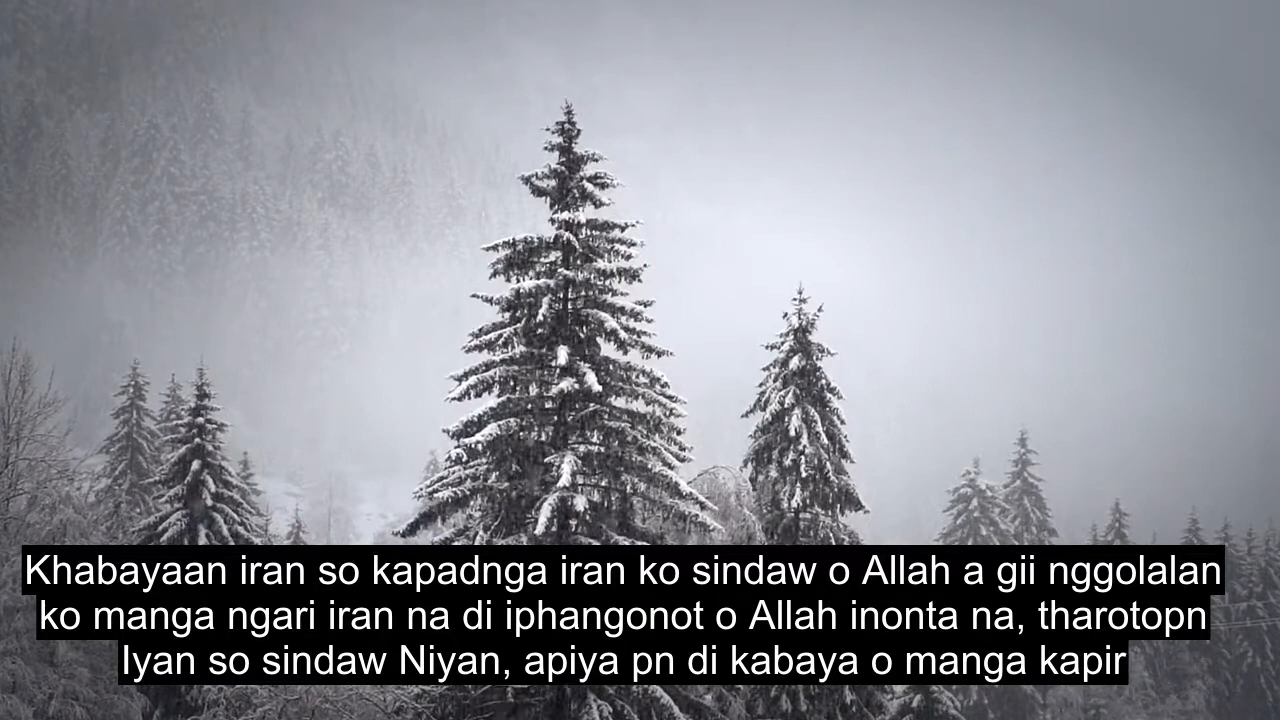 Khabayaan iran so kapadnga iran ko sindaw o Allah a gii nggolalan
ko manga ngari iran na di iphangonot o Allah inonta na, tharotopn
Iyan so sindaw Niyan, apiya pn di kabaya o manga kapir